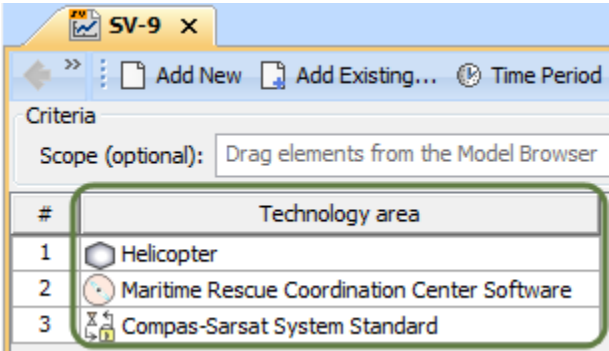 SV-9
Add New Add Existing... Time Period
Criteria
Scope (optional): Drag elements from the Model Browser
# Technology area
1 Helicopter
2 Maritime Rescue Coordination Center Software
3 Compas-Sarsat System Standard